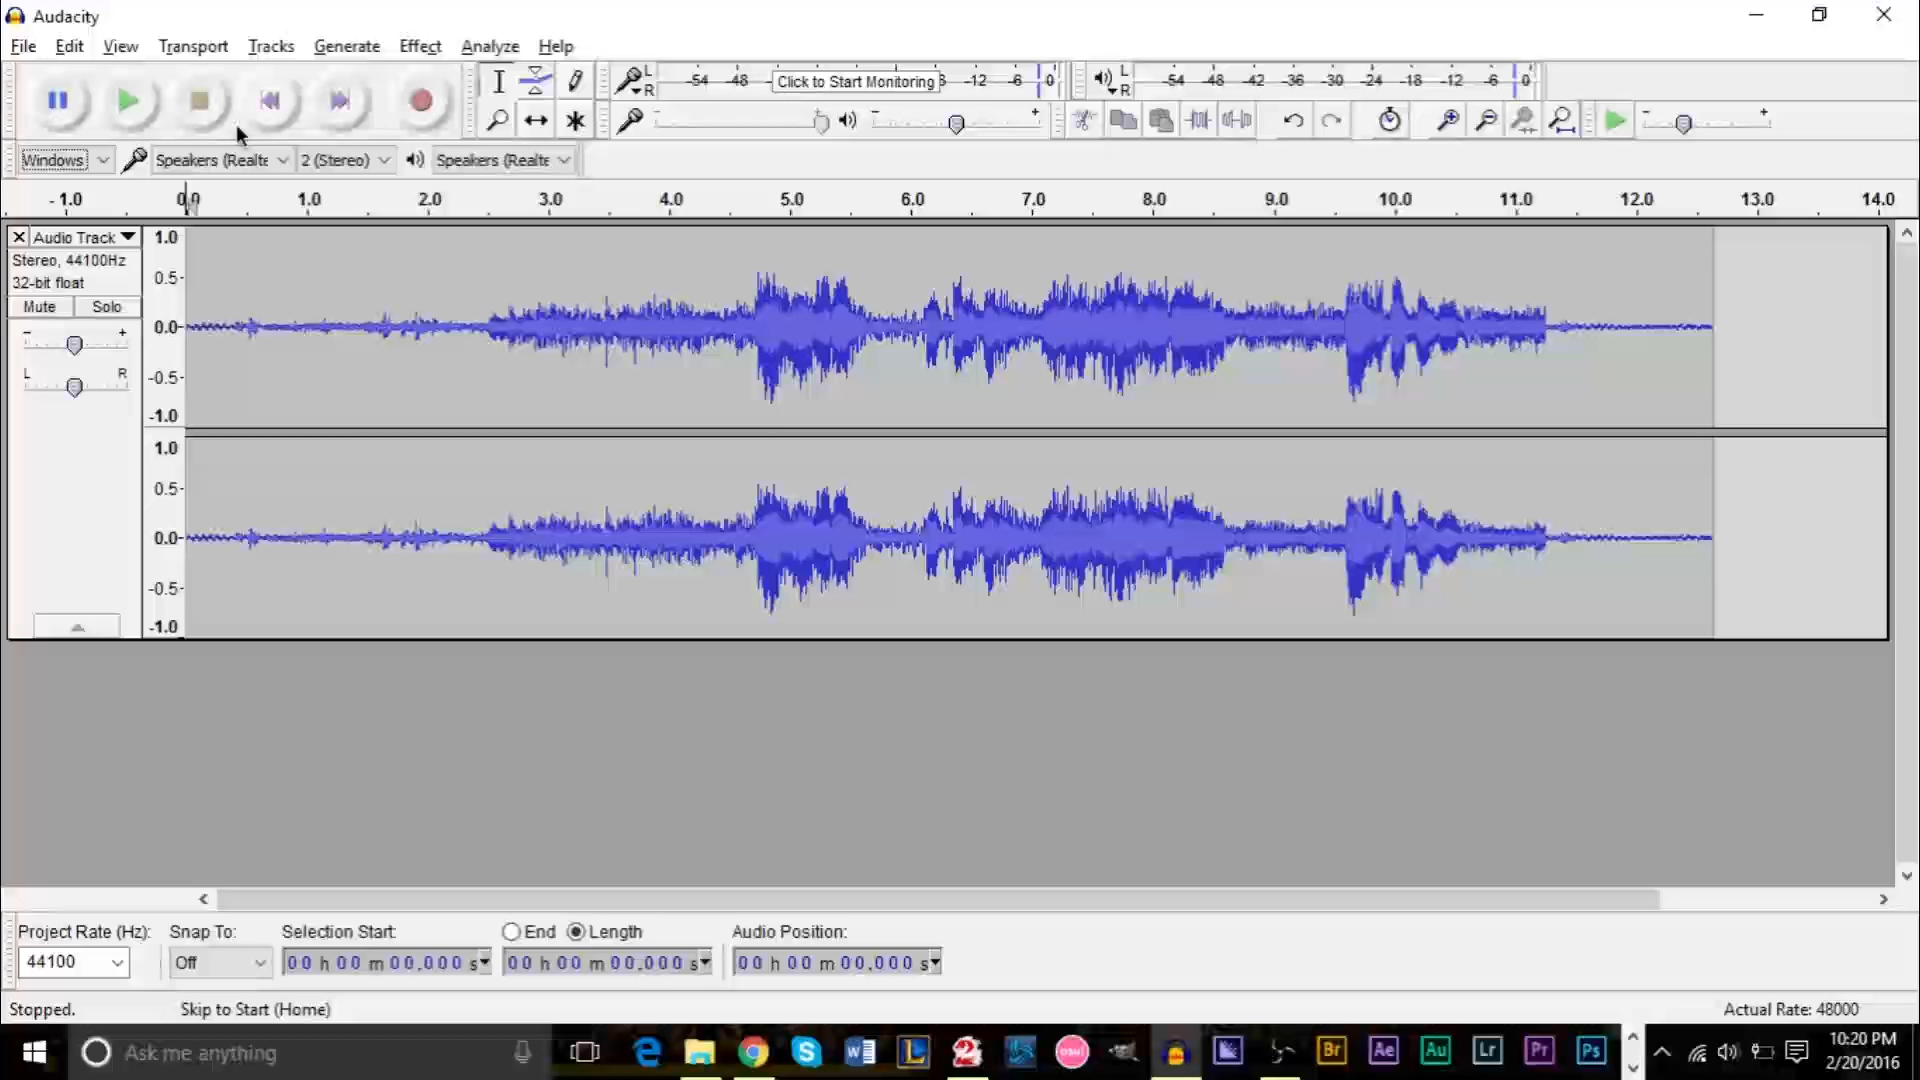 Audacity
File Edit View Transport Tracks Generate Effect Analyze Help
L R -54 -48 Click to Start Monitoring -12 -6 0 L R -54 -48 -42 -36 -30 -24 -18 -12 -6 0
- + - +
Windows Speakers (Realte 2 (Stereo) Speakers (Realte
-1.0 0.0 1.0 2.0 3.0 4.0 5.0 6.0 7.0 8.0 9.0 10.0 11.0 12.0 13.0 14.0
Audio Track
Stereo, 44100Hz
32-bit float
Mute Solo
- +
L R
1.0
0.5
0.0
-0.5
-1.0
1.0
0.5
0.0
-0.5
-1.0
Project Rate (Hz): Snap To: Selection Start: End Length Audio Position:
44100 Off 00 h 00 m 00.000 s 00 h 00 m 00.000 s 00 h 00 m 00.000 s
Stopped. Skip to Start (Home) Actual Rate: 48000
Ask me anything
osu!
Br Ae Au Lr Pr Ps
10:20 PM
2/20/2016